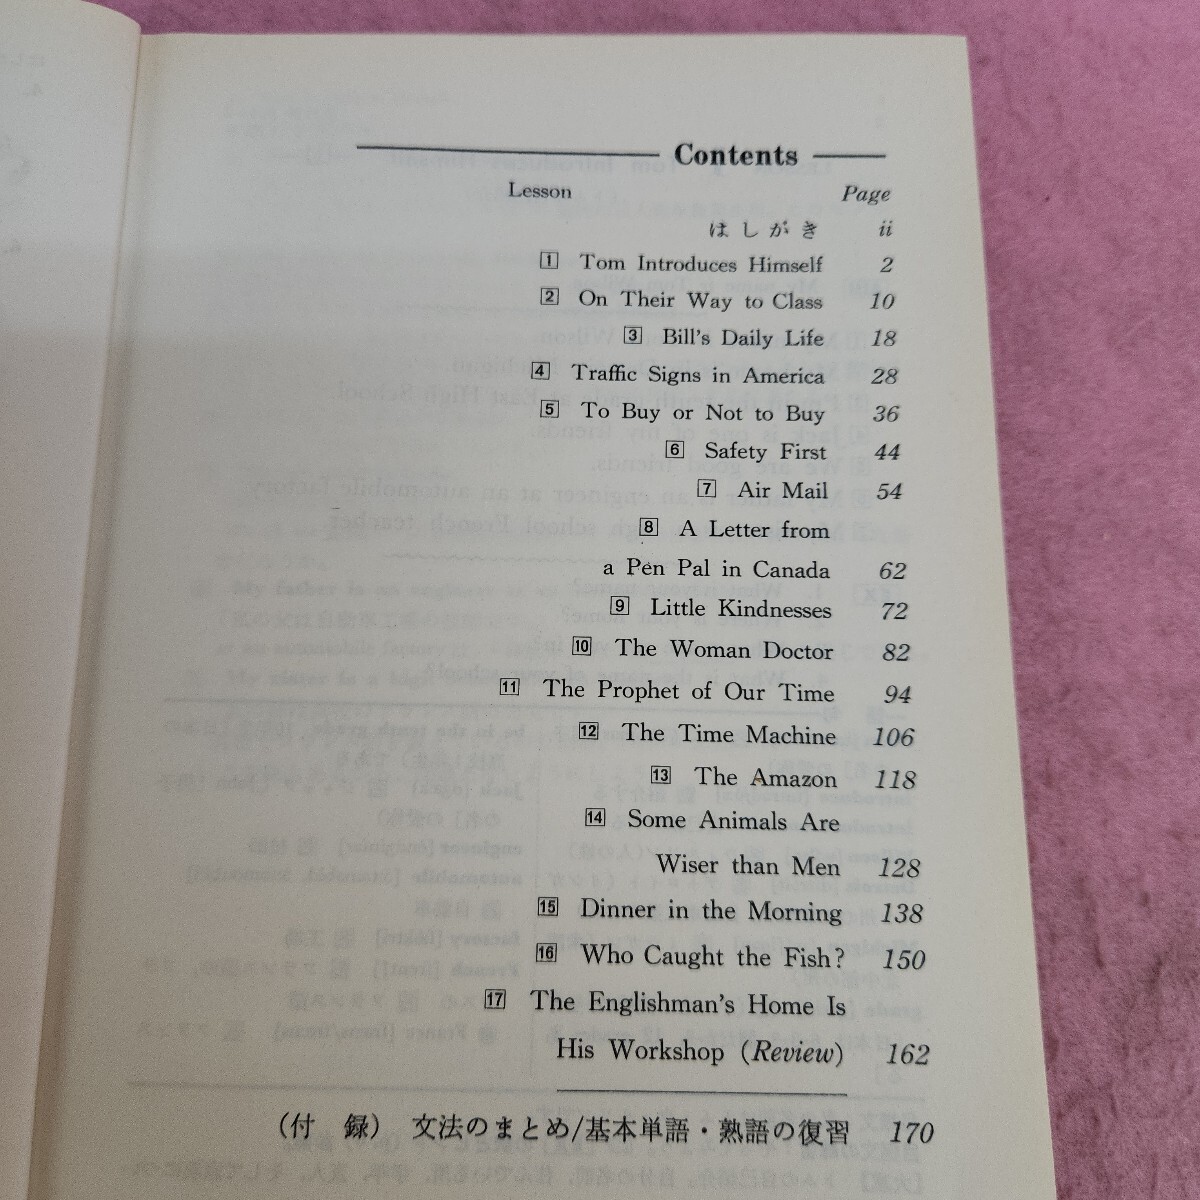 Contents
Lesson Page
はしがき ii
1 Tom Introduces Himself 2
2 On Their Way to Class 10
3 Bill's Daily Life 18
4 Traffic Signs in America 28
5 To Buy or Not to Buy 36
6 Safety First 44
7 Air Mail 54
8 A Letter from
a Pen Pal in Canada 62
9 Little Kindnesses 72
10 The Woman Doctor 82
11 The Prophet of Our Time 94
12 The Time Machine 106
13 The Amazon 118
14 Some Animals Are
Wiser than Men 128
15 Dinner in the Morning 138
16 Who Caught the Fish? 150
17 The Englishman's Home Is
His Workshop (Review) 162
(付 録) 文法のまとめ/基本単語・熟語の復習 170